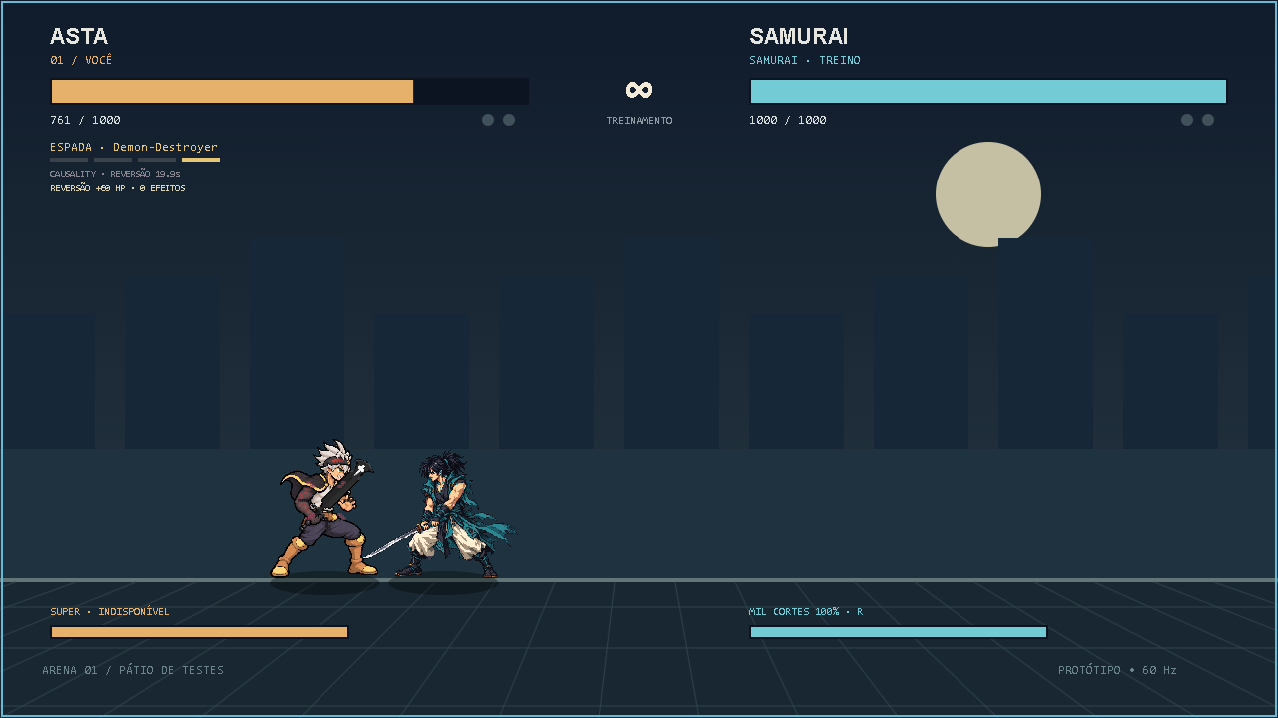 ASTA
01 / VOCÊ
761 / 1000
ESPADA · Demon-Destroyer
CAUSALITY · REVERSÃO 19.9s
REVERSÃO +60 HP · 0 EFEITOS
∞
TREINAMENTO
SAMURAI
SAMURAI · TREINO
1000 / 1000
SUPER · INDISPONÍVEL
MIL CORTES 100% · R
ARENA 01 / PÁTIO DE TESTES
PROTÓTIPO • 60 Hz